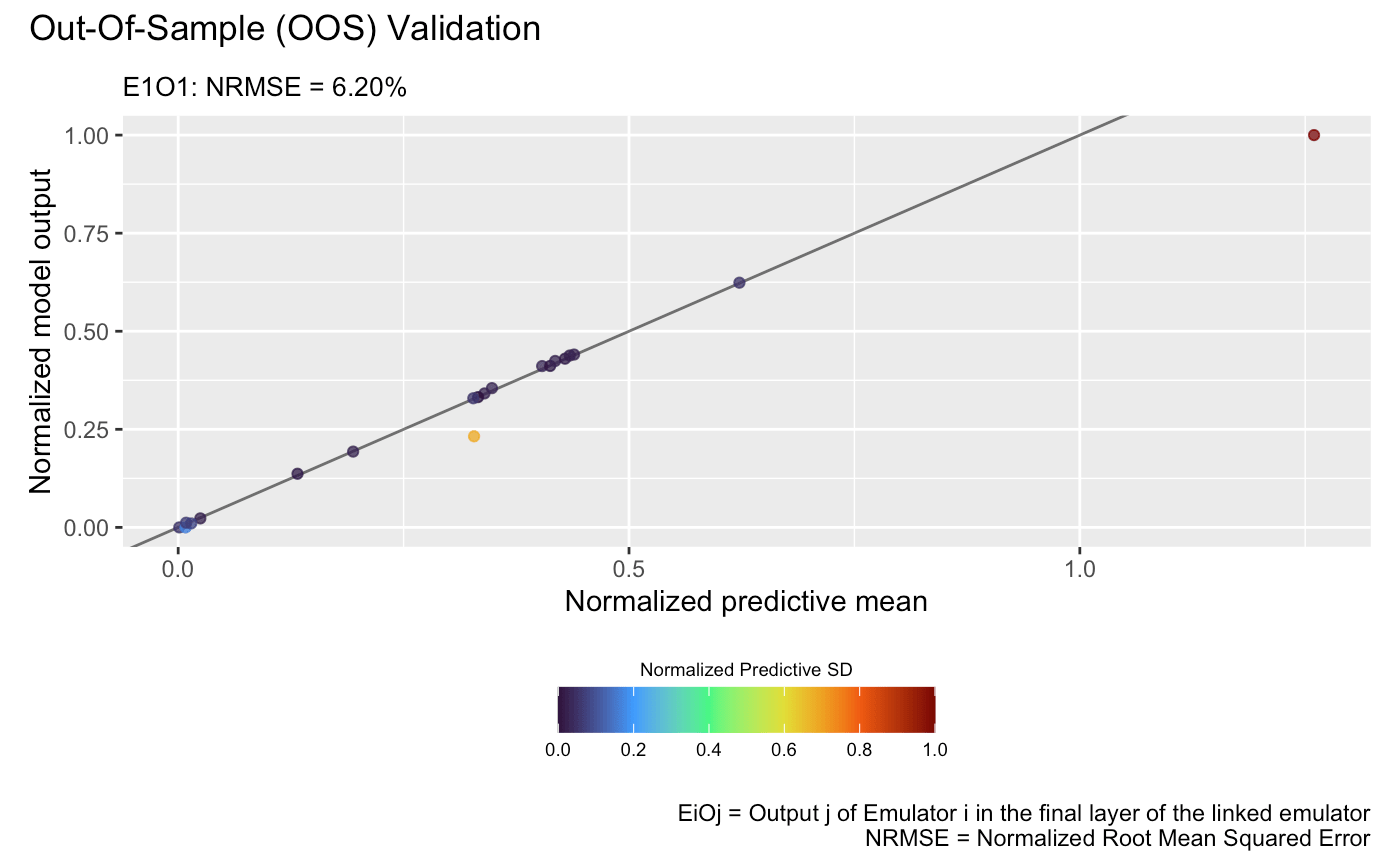 Out-Of-Sample (OOS) Validation
E1O1: NRMSE = 6.20%
Normalized model output
1.00
0.75
0.50
0.25
0.00
0.0 0.5 1.0
Normalized predictive mean
Normalized Predictive SD
0.0 0.2 0.4 0.6 0.8 1.0
EiOj = Output j of Emulator i in the final layer of the linked emulator
NRMSE = Normalized Root Mean Squared Error